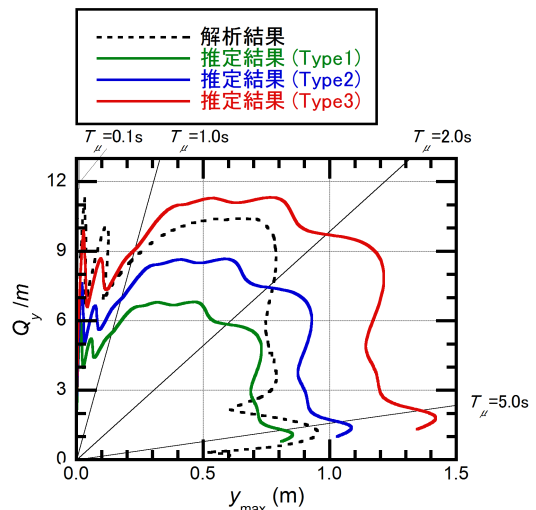 解析結果
推定結果 (Type1)
推定結果 (Type2)
推定結果 (Type3)
Tμ=0.1s
Tμ=1.0s
Tμ=2.0s
12
9
6
3
0
Qy/m
Tμ=5.0s
0.0
0.5
1.0
1.5
ymax (m)